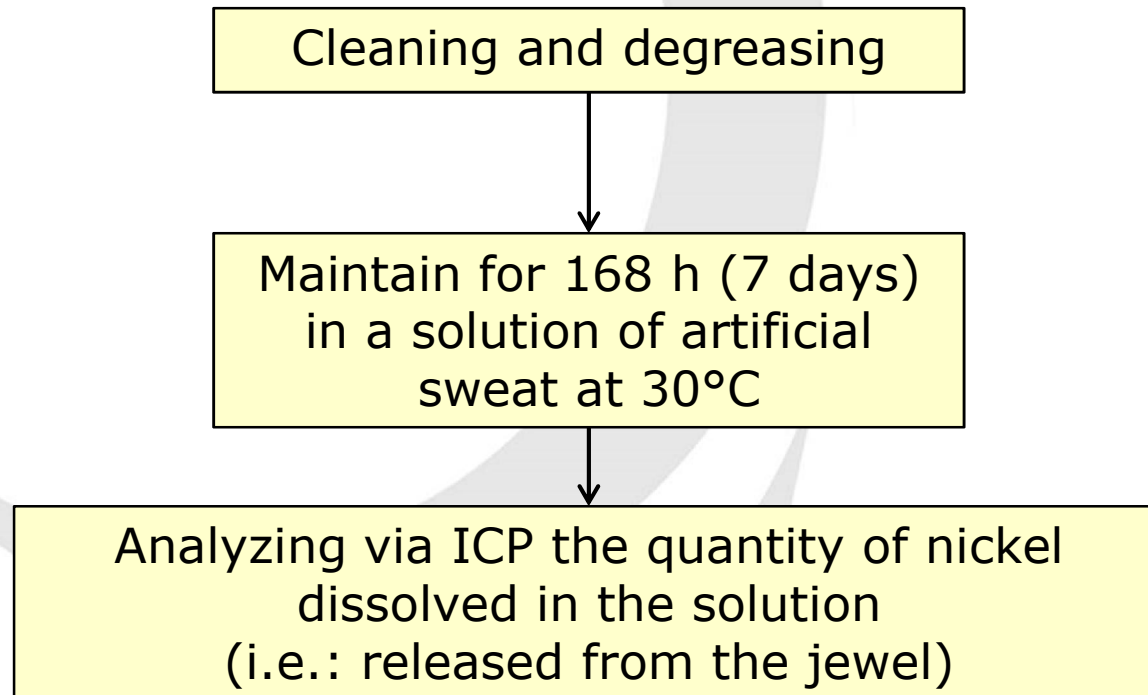 Cleaning and degreasing
Maintain for 168 h (7 days)
in a solution of artificial
sweat at 30°C
Analyzing via ICP the quantity of nickel
dissolved in the solution
(i.e.: released from the jewel)